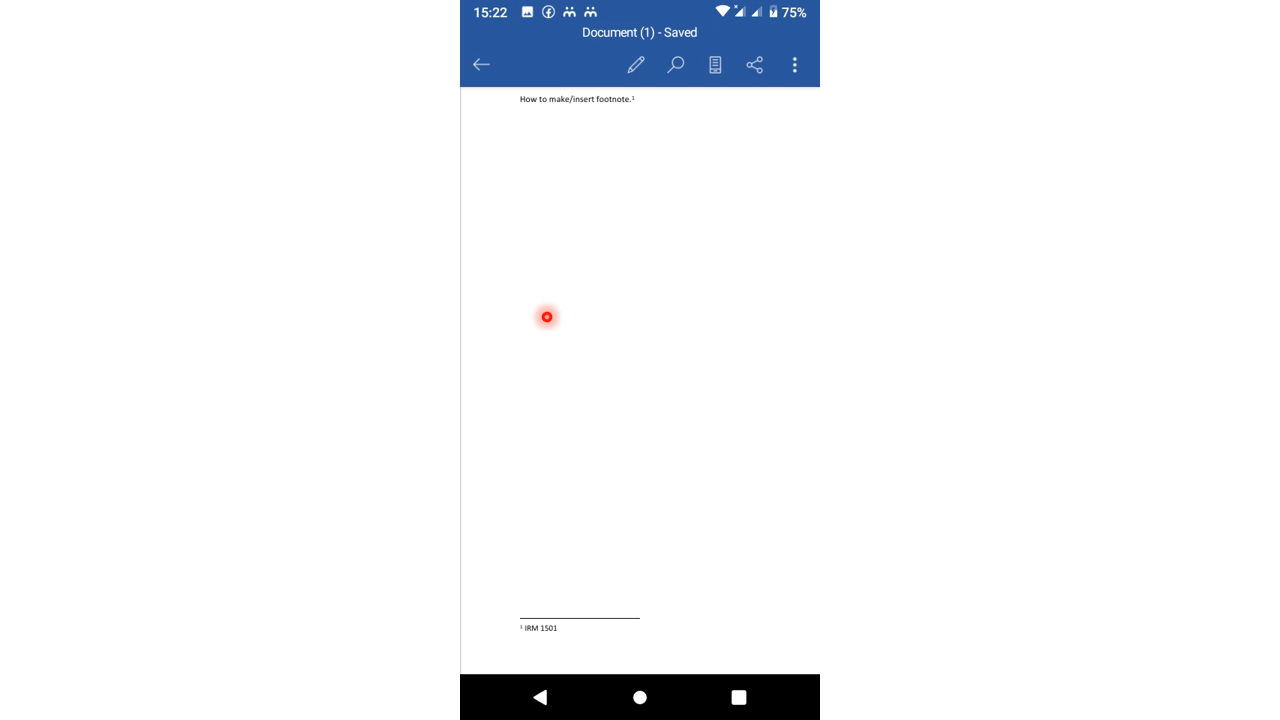 15:22
75%
Document (1) - Saved
How to make/insert footnote.¹
¹ IRM 1501